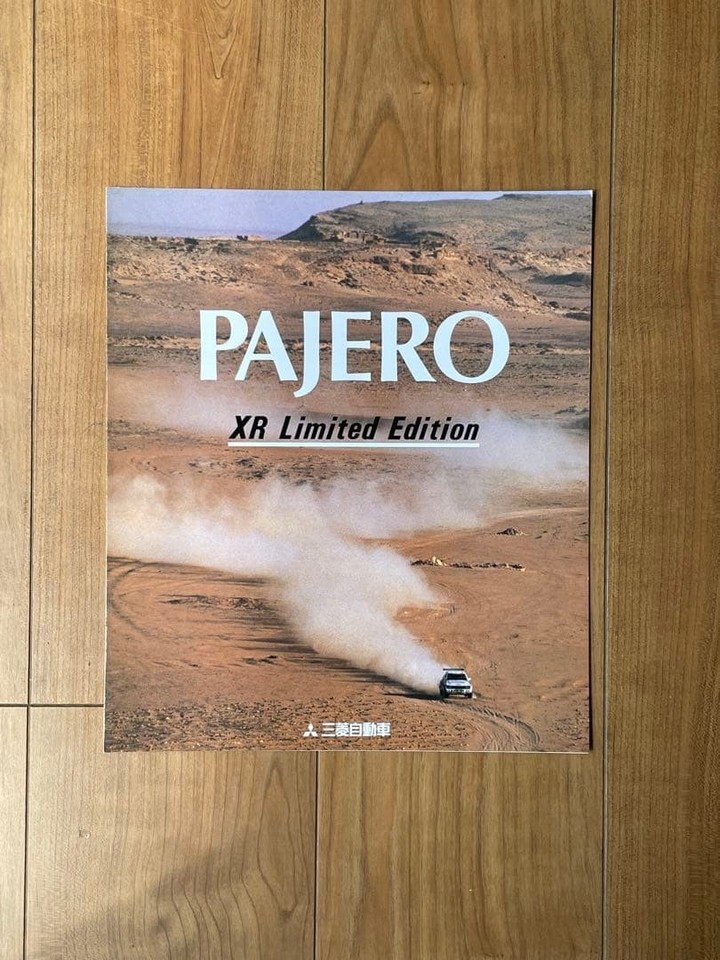 PAJERO
XR Limited Edition
三菱自動車